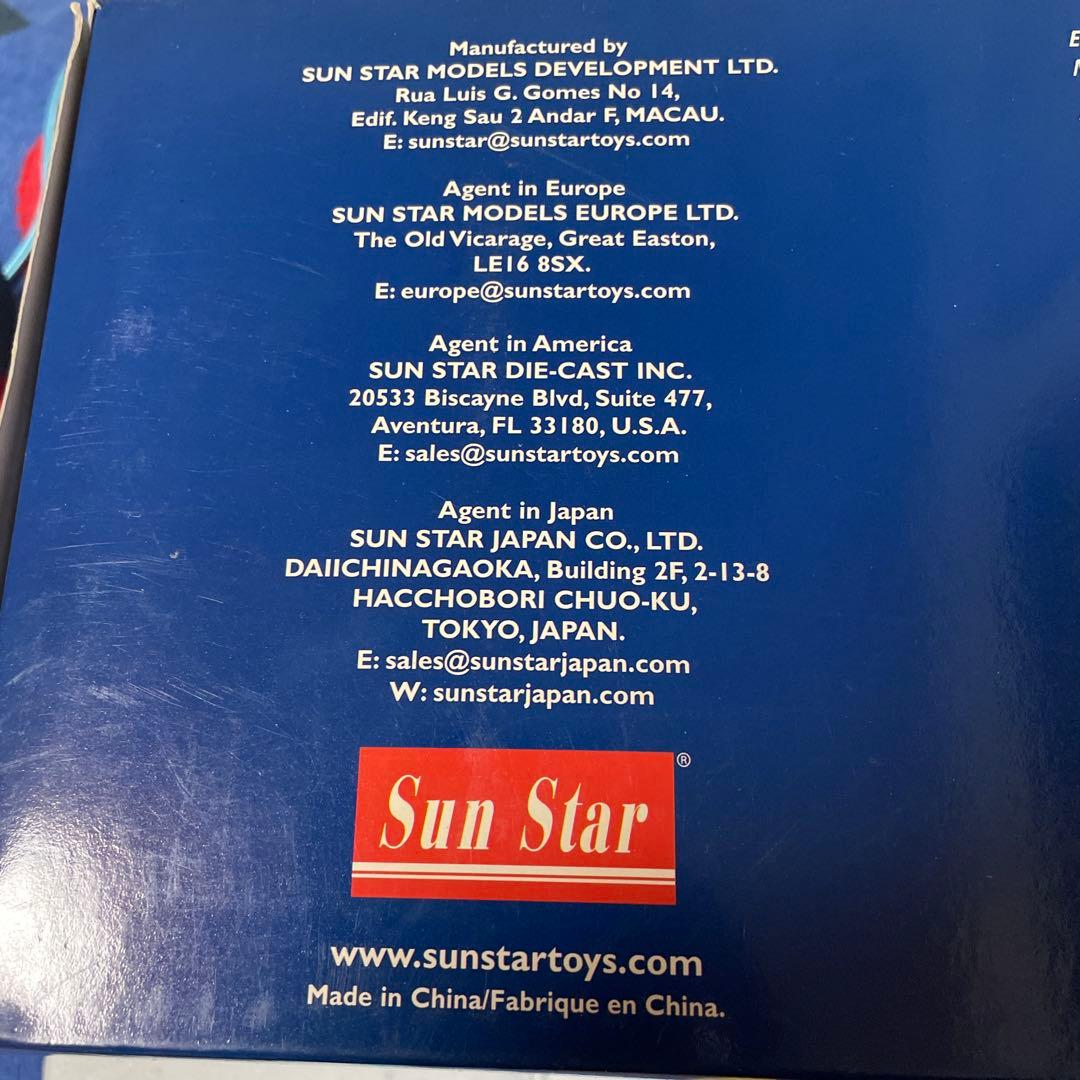 Manufactured by
SUN STAR MODELS DEVELOPMENT LTD.
Rua Luis G. Gomes No 14,
Edif. Keng Sau 2 Andar F, MACAU.
E: sunstar@sunstartoys.com
Agent in Europe
SUN STAR MODELS EUROPE LTD.
The Old Vicarage, Great Easton,
LE16 8SX.
E: europe@sunstartoys.com
Agent in America
SUN STAR DIE-CAST INC.
20533 Biscayne Blvd, Suite 477,
Aventura, FL 33180, U.S.A.
E: sales@sunstartoys.com
Agent in Japan
SUN STAR JAPAN CO., LTD.
DAIICHINAGAOKA, Building 2F, 2-13-8
HACCHOBORI CHUO-KU,
TOKYO, JAPAN.
E: sales@sunstarjapan.com
W: sunstarjapan.com
Sun Star ®
www.sunstartoys.com
Made in China/Fabrique en China.